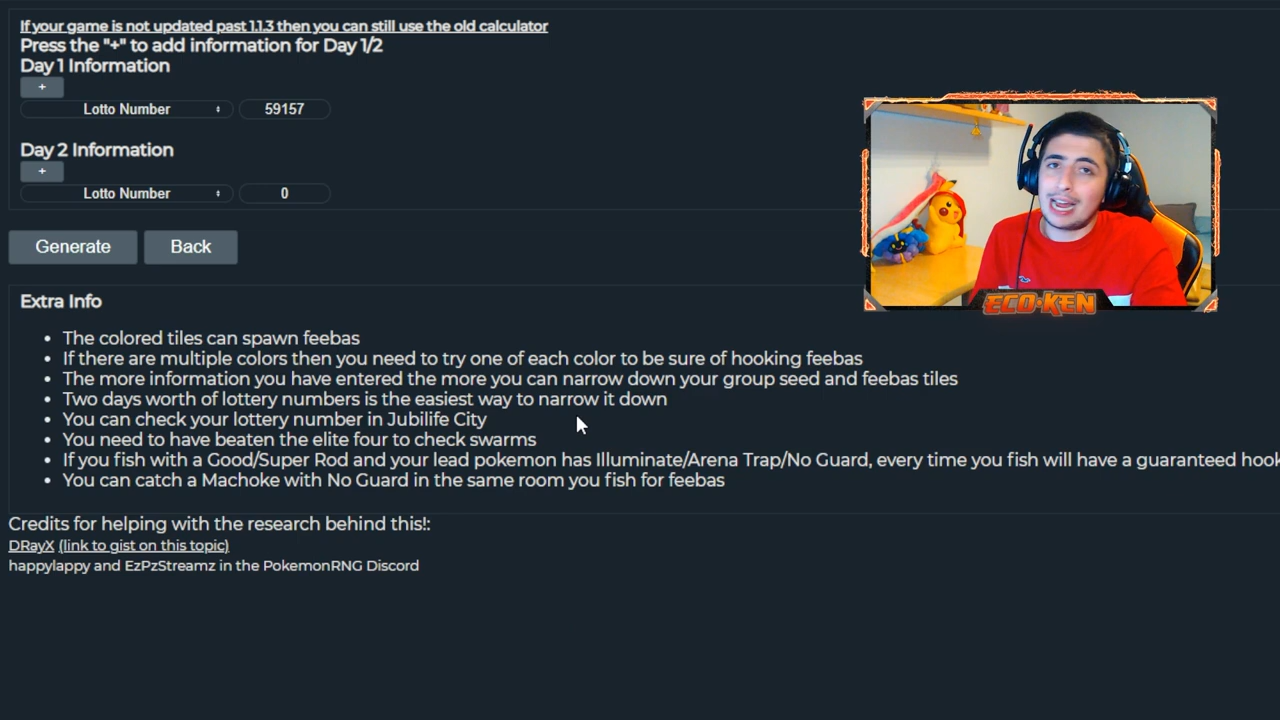 If your game is not updated past 1.1.3 then you can still use the old calculator
Press the "+" to add information for Day 1/2
Day 1 Information
+
Lotto Number 59157
Day 2 Information
+
Lotto Number 0
Generate Back
ECO·KEN
Extra Info
The colored tiles can spawn feebas
If there are multiple colors then you need to try one of each color to be sure of hooking feebas
The more information you have entered the more you can narrow down your group seed and feebas tiles
Two days worth of lottery numbers is the easiest way to narrow it down
You can check your lottery number in Jubilife City
You need to have beaten the elite four to check swarms
If you fish with a Good/Super Rod and your lead pokemon has Illuminate/Arena Trap/No Guard, every time you fish will have a guaranteed hook
You can catch a Machoke with No Guard in the same room you fish for feebas
Credits for helping with the research behind this!:
DRayX (link to gist on this topic)
happylappy and EzPzStreamz in the PokemonRNG Discord